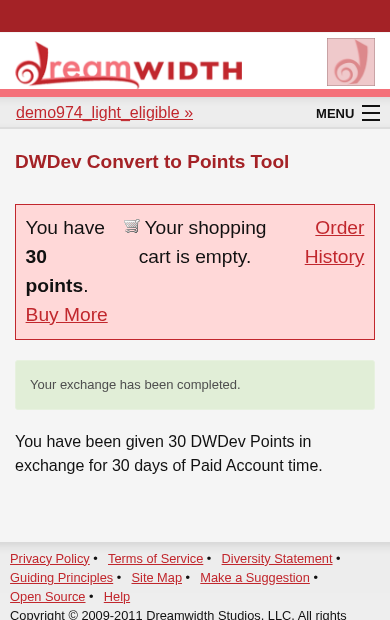 dreamwidth
demo974_light_eligible »
MENU
DWDev Convert to Points Tool
You have
30
points.
Buy More
Your shopping
cart is empty.
Order
History
Your exchange has been completed.
You have been given 30 DWDev Points in
exchange for 30 days of Paid Account time.
Privacy Policy • Terms of Service • Diversity Statement •
Guiding Principles • Site Map • Make a Suggestion •
Open Source • Help
Copyright © 2009-2011 Dreamwidth Studios, LLC. All rights